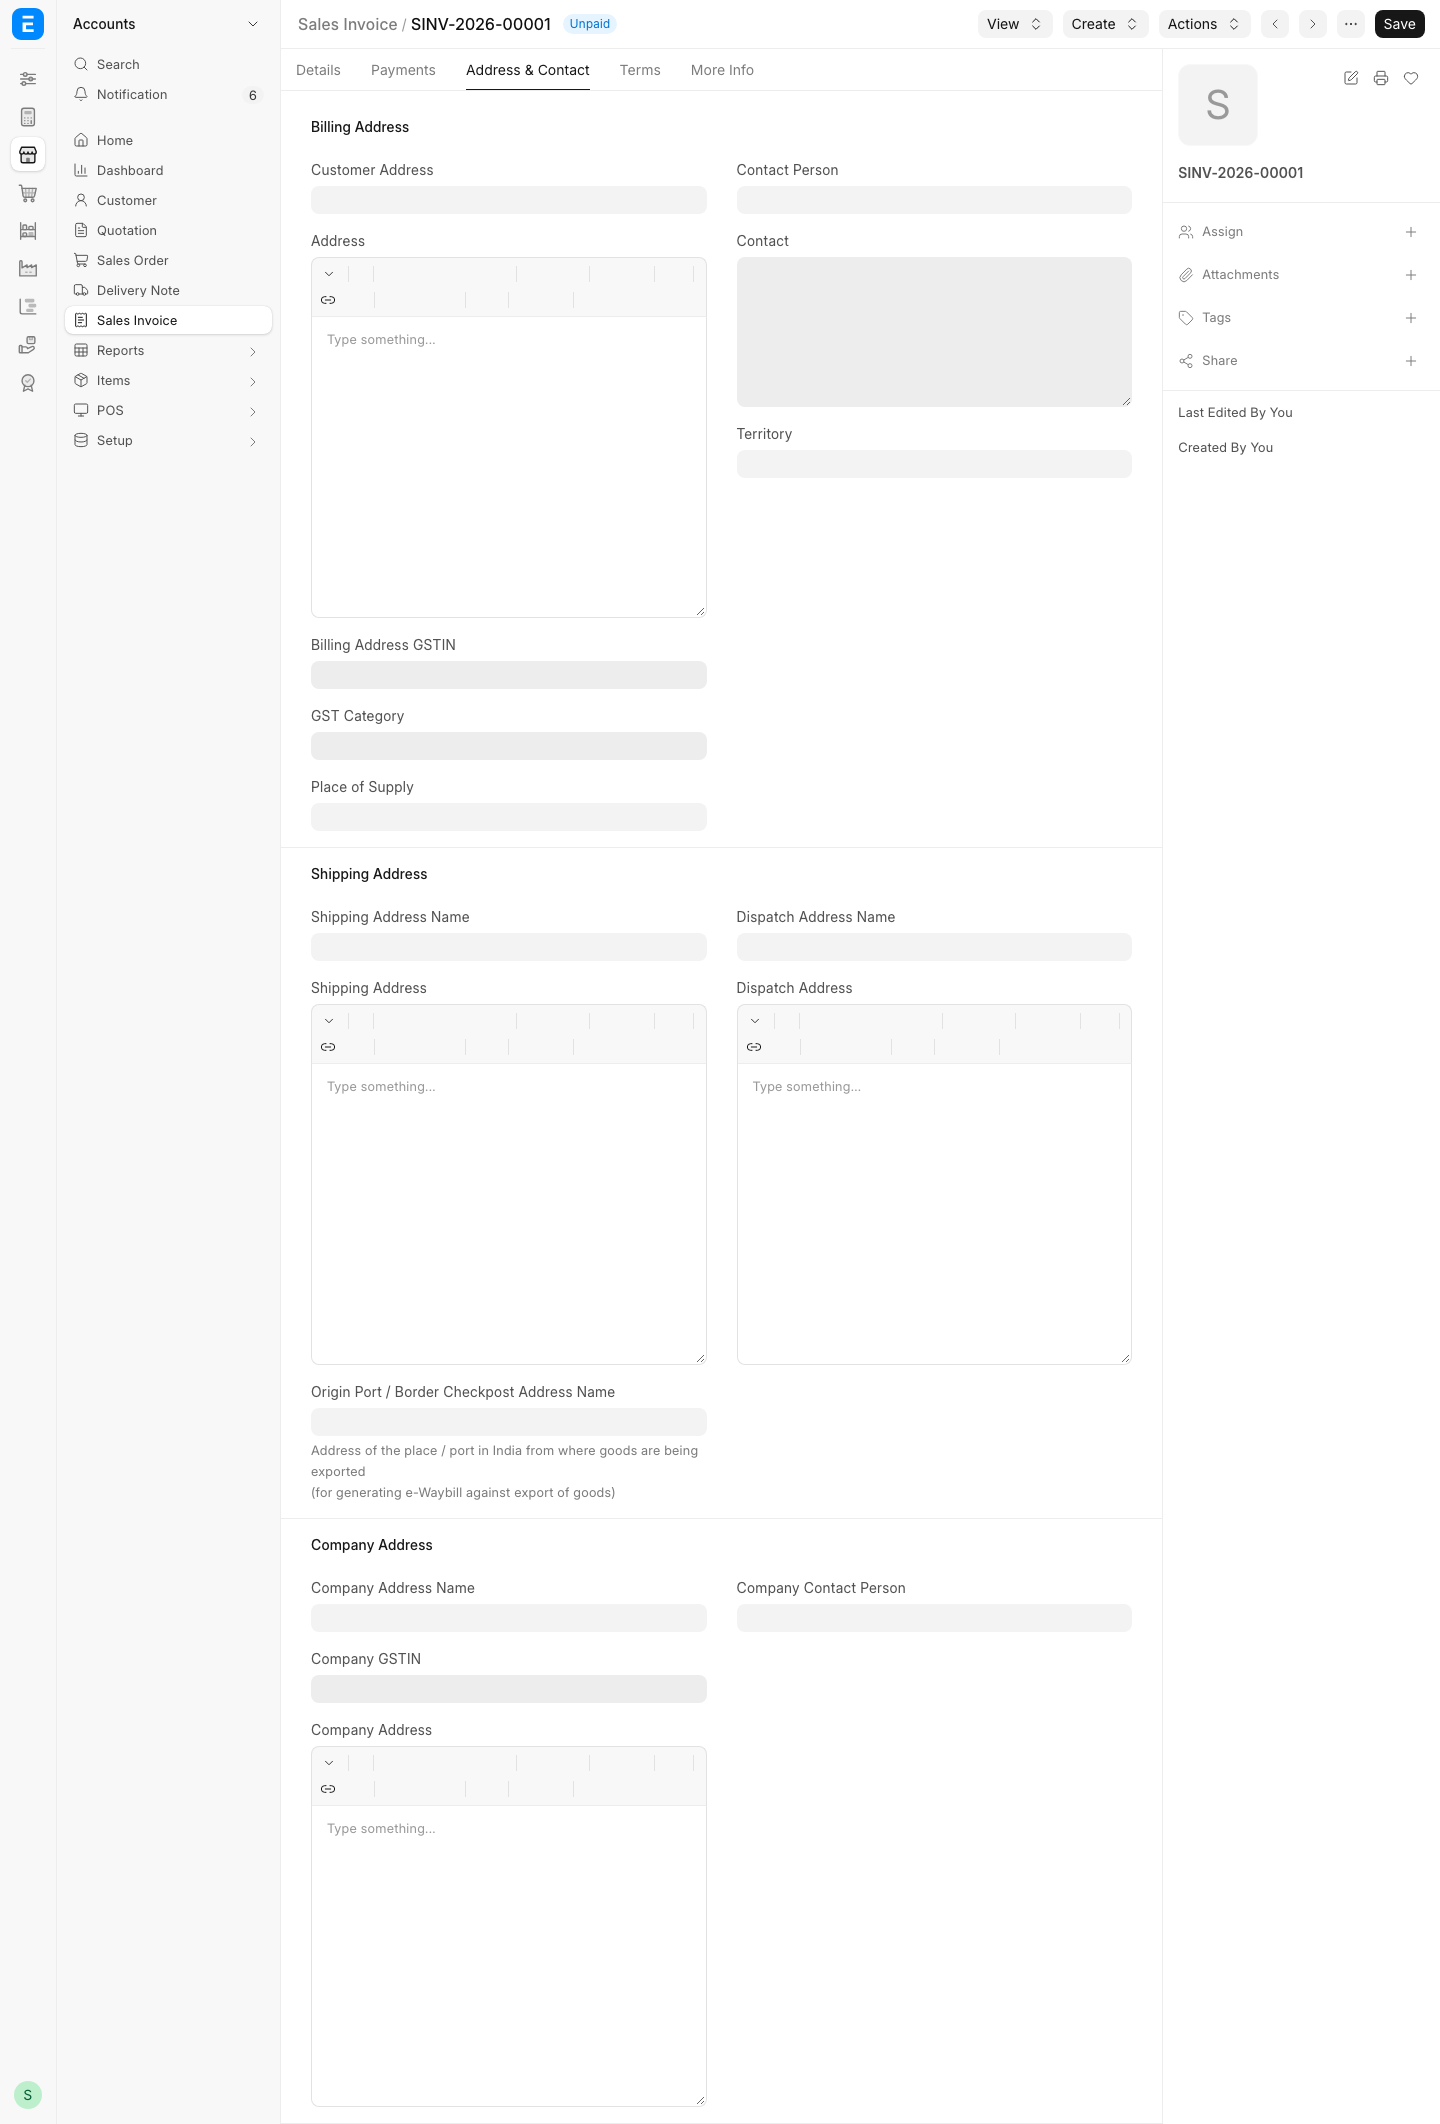 Accounts
Search
Notification
6
Home
Dashboard
Customer
Quotation
Sales Order
Delivery Note
Sales Invoice
Reports
Items
POS
Setup
S
Sales Invoice / SINV-2026-00001 Unpaid
View
Create
Actions
Save
Details Payments Address & Contact Terms More Info
Billing Address
Customer Address
Address
Type something...
Billing Address GSTIN
GST Category
Place of Supply
Contact Person
Contact
Territory
Shipping Address
Shipping Address Name
Shipping Address
Type something...
Origin Port / Border Checkpost Address Name
Address of the place / port in India from where goods are being
exported
(for generating e-Waybill against export of goods)
Dispatch Address Name
Dispatch Address
Type something...
Company Address
Company Address Name
Company GSTIN
Company Address
Type something...
Company Contact Person
S
SINV-2026-00001
Assign
Attachments
Tags
Share
Last Edited By You
Created By You